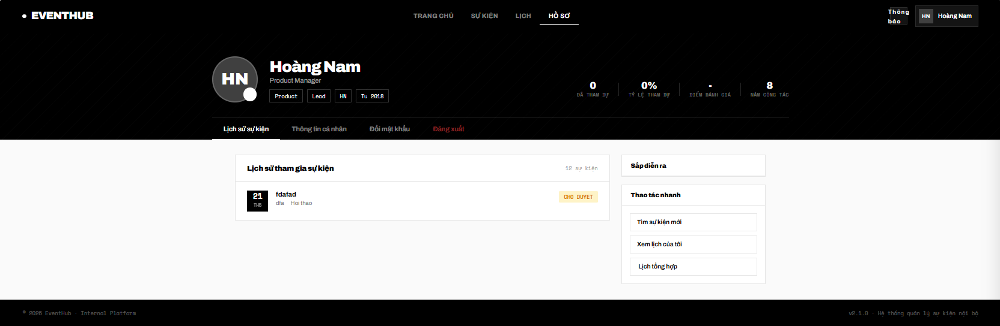 EVENTHUB
TRANG CHỦ
SỰ KIỆN
LỊCH
HỒ SƠ
Thông
báo
HN
Hoàng Nam
HN
Hoàng Nam
Product Manager
Product
Lead
HN
Tu 2018
0
ĐÃ THAM DỰ
0%
TỶ LỆ THAM DỰ
-
ĐIỂM ĐÁNH GIÁ
8
NĂM CÔNG TÁC
Lịch sử sự kiện
Thông tin cá nhân
Đổi mật khẩu
Đăng xuất
Lịch sử tham gia sự kiện
12 sự kiện
21
TH5
fdafad
dfa Hoi thao
CHO DUYET
Sắp diễn ra
Thao tác nhanh
Tìm sự kiện mới
Xem lịch của tôi
Lịch tổng hợp
© 2026 EventHub · Internal Platform
v2.1.0 · Hệ thống quản lý sự kiện nội bộ